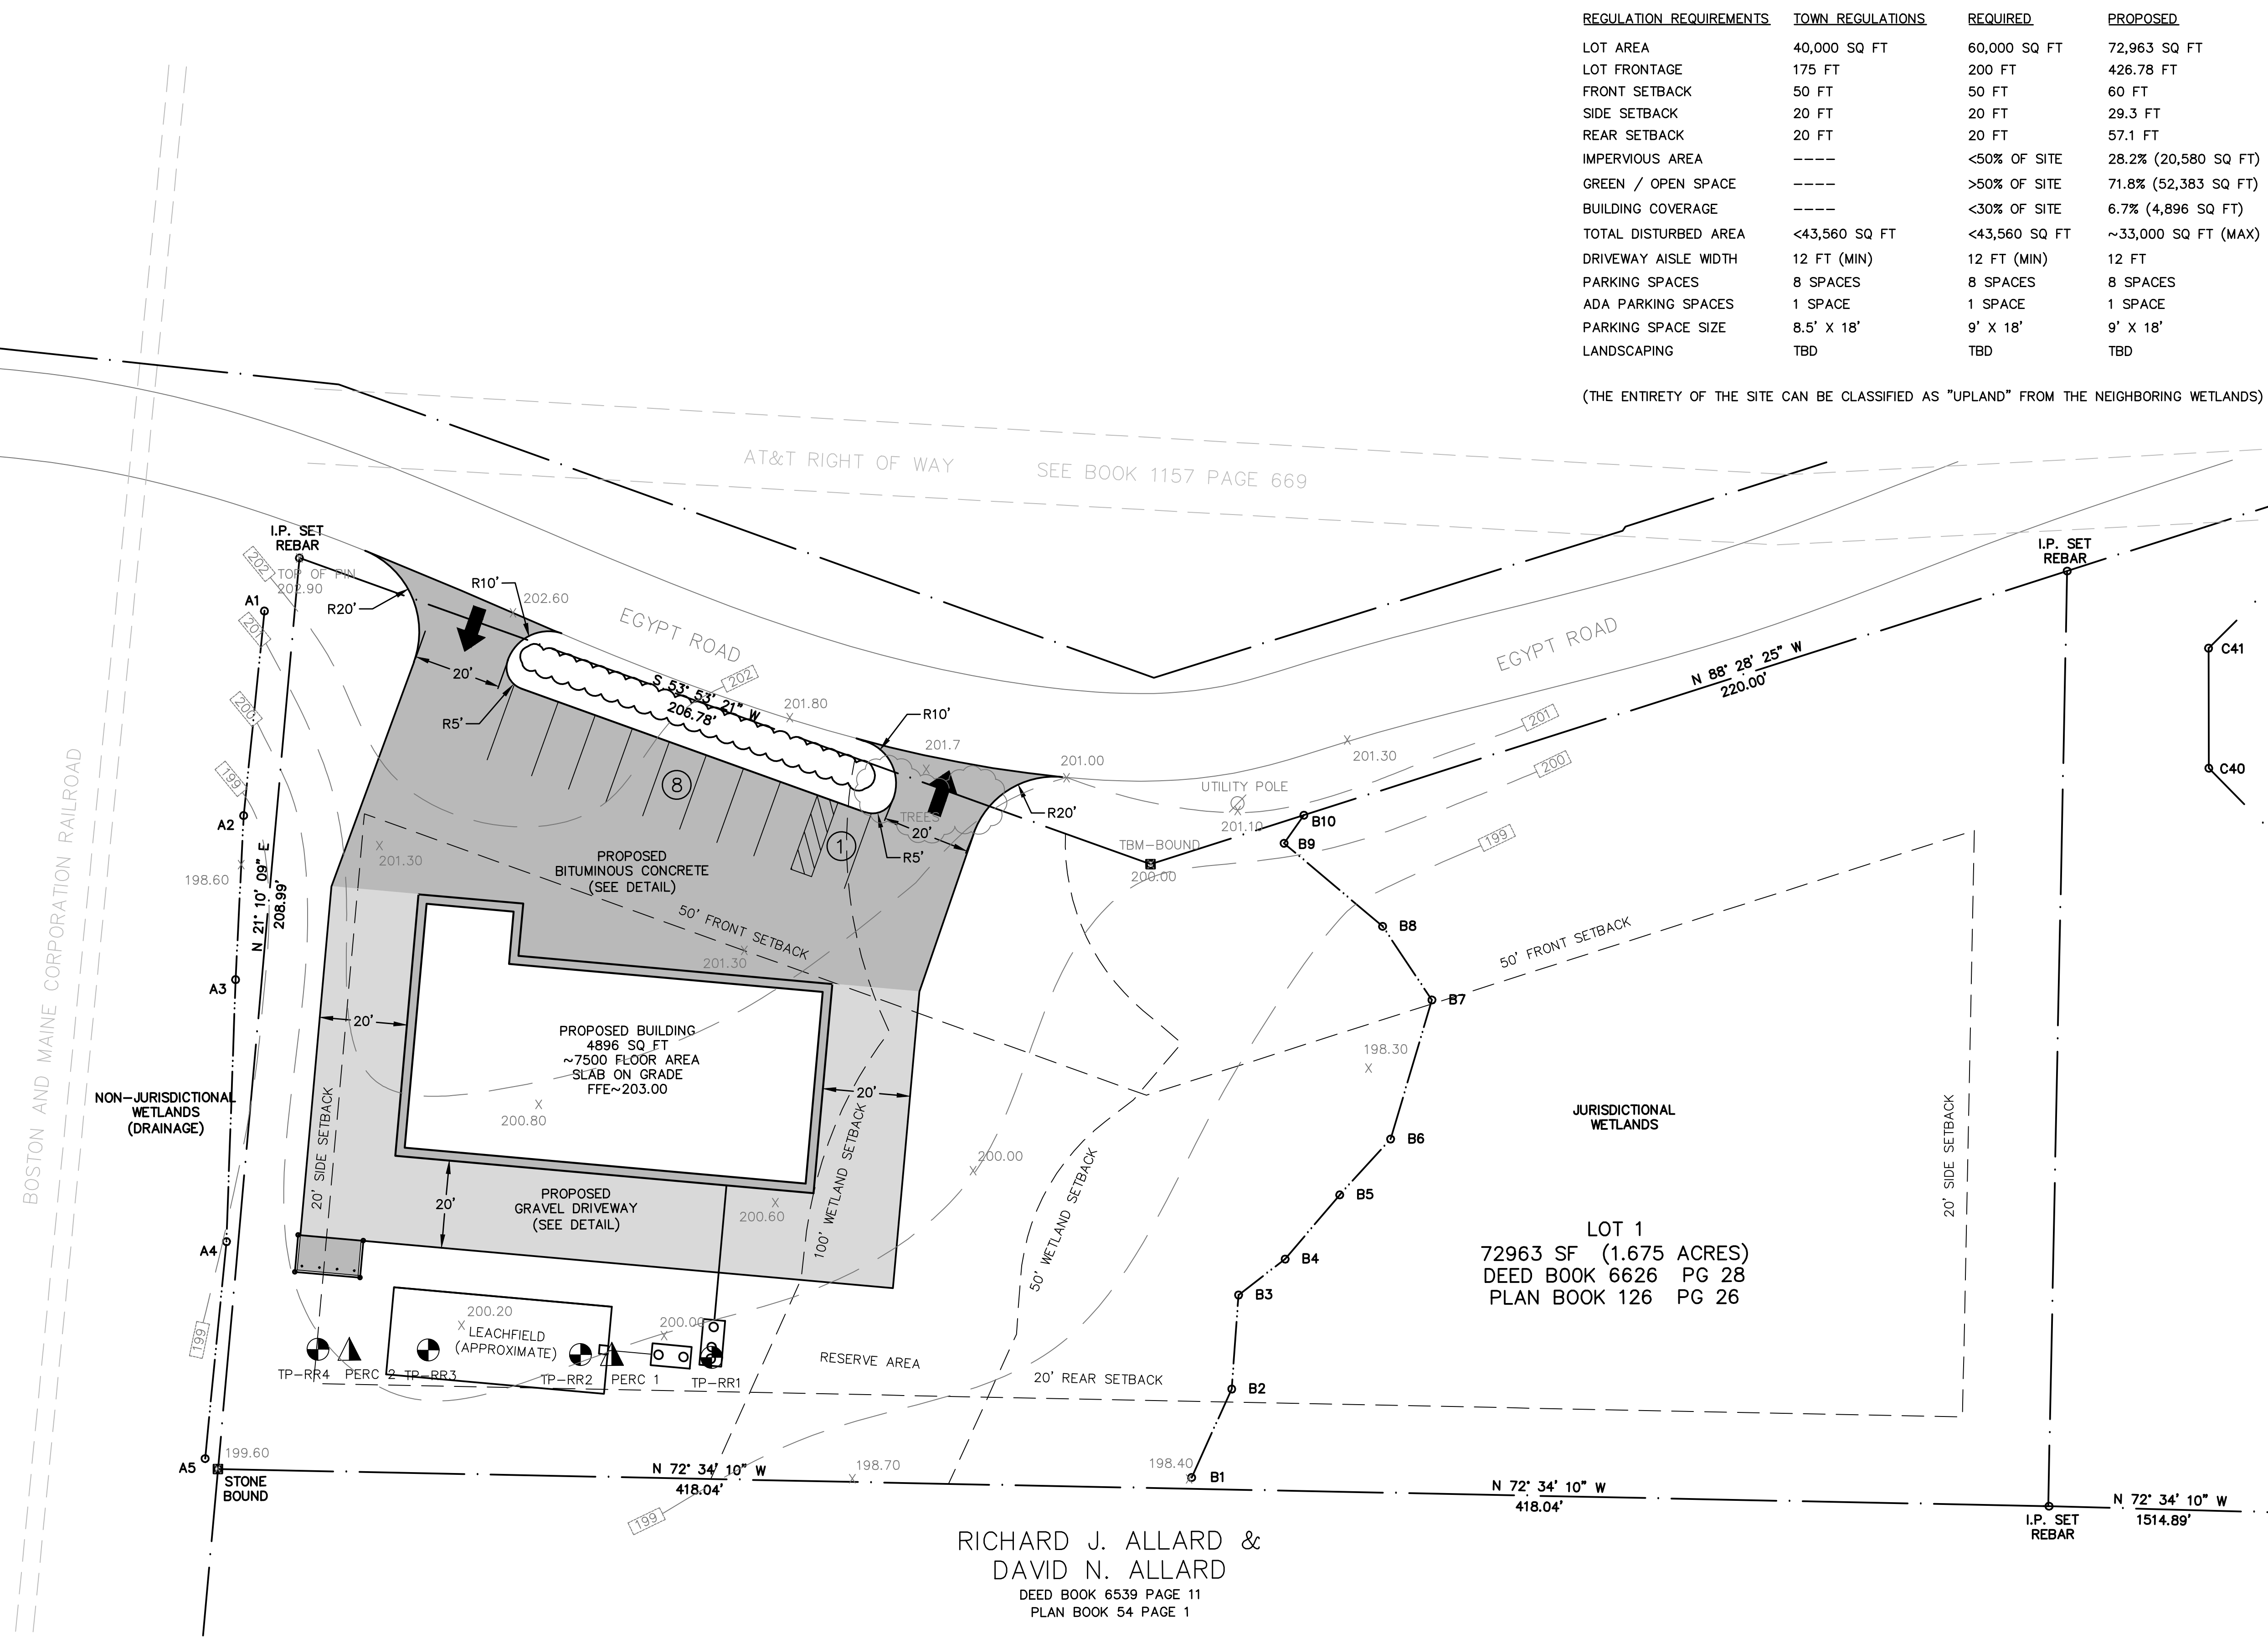 REGULATION REQUIREMENTS TOWN REGULATIONS REQUIRED PROPOSED
LOT AREA 40,000 SQ FT 60,000 SQ FT 72,963 SQ FT
LOT FRONTAGE 175 FT 200 FT 426.78 FT
FRONT SETBACK 50 FT 50 FT 60 FT
SIDE SETBACK 20 FT 20 FT 29.3 FT
REAR SETBACK 20 FT 20 FT 57.1 FT
IMPERVIOUS AREA ---- <50% OF SITE 28.2% (20,580 SQ FT)
GREEN / OPEN SPACE ---- >50% OF SITE 71.8% (52,383 SQ FT)
BUILDING COVERAGE ---- <30% OF SITE 6.7% (4,896 SQ FT)
TOTAL DISTURBED AREA <43,560 SQ FT <43,560 SQ FT ~33,000 SQ FT (MAX)
DRIVEWAY AISLE WIDTH 12 FT (MIN) 12 FT (MIN) 12 FT
PARKING SPACES 8 SPACES 8 SPACES 8 SPACES
ADA PARKING SPACES 1 SPACE 1 SPACE 1 SPACE
PARKING SPACE SIZE 8.5' X 18' 9' X 18' 9' X 18'
LANDSCAPING TBD TBD TBD
(THE ENTIRETY OF THE SITE CAN BE CLASSIFIED AS "UPLAND" FROM THE NEIGHBORING WETLANDS)
AT&T RIGHT OF WAY SEE BOOK 1157 PAGE 669
I.P. SET
REBAR
TOP OF PIN
202.90
202
A1
201
R20'
R10'
202.60
EGYPT ROAD
202
20'
R5'
S 53° 53' 21" W
206.78'
201.80
R10'
201.7
201.00
201.30
EGYPT ROAD
N 88° 28' 25" W
220.00'
I.P. SET
REBAR
C41
C40
201
200
199
200
199
8
TREES
20'
1
R5'
R20'
UTILITY POLE
201.10
B10
B9
TBM-BOUND
200.00
A2
198.60
201.30
PROPOSED
BITUMINOUS CONCRETE
(SEE DETAIL)
N 21° 10' 09" E
208.99'
50' FRONT SETBACK
201.30
B8
50' FRONT SETBACK
B7
A3
20'
BOSTON AND MAINE CORPORATION RAILROAD
PROPOSED BUILDING
4896 SQ FT
~7500 FLOOR AREA
SLAB ON GRADE
FFE~203.00
200.80
20'
198.30
NON-JURISDICTIONAL
WETLANDS
(DRAINAGE)
20' SIDE SETBACK
JURISDICTIONAL
WETLANDS
B6
20' SIDE SETBACK
PROPOSED
GRAVEL DRIVEWAY
(SEE DETAIL)
20'
200.60
100' WETLAND SETBACK
200.00
50' WETLAND SETBACK
B5
A4
B4
LOT 1
72963 SF (1.675 ACRES)
DEED BOOK 6626 PG 28
PLAN BOOK 126 PG 26
B3
199
200.20
LEACHFIELD
(APPROXIMATE)
200.00
RESERVE AREA
TP-RR4 PERC 2 TP-RR3 TP-RR2 PERC 1 TP-RR1
20' REAR SETBACK
B2
A5
199.60
STONE
BOUND
N 72° 34' 10" W
418.04'
198.70
198.40
B1
N 72° 34' 10" W
418.04'
199
I.P. SET
REBAR
N 72° 34' 10" W
1514.89'
RICHARD J. ALLARD &
DAVID N. ALLARD
DEED BOOK 6539 PAGE 11
PLAN BOOK 54 PAGE 1